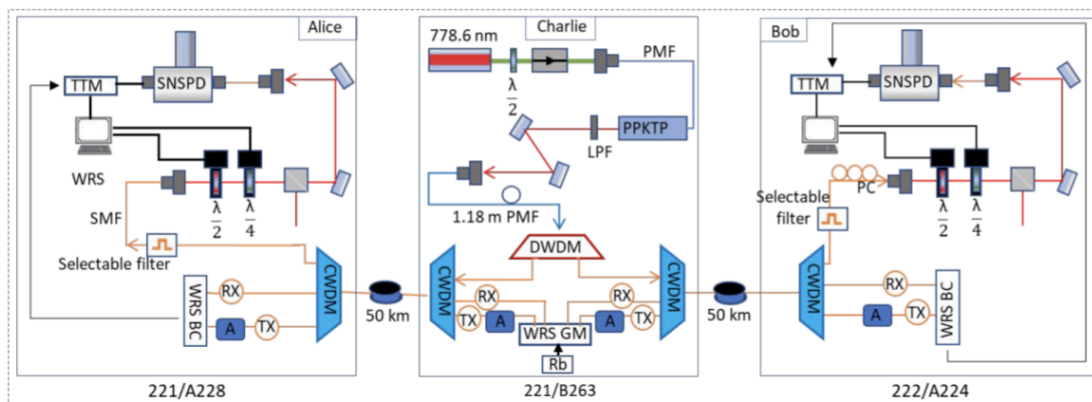 Alice
TTM
SNSPD
WRS
λ
2
λ
4
SMF
Selectable filter
WRS BC
RX
A
TX
CWDM
50 km
221/A228
Charlie
778.6 nm
λ
2
PMF
PPKTP
LPF
1.18 m PMF
DWDM
CWDM
RX
TX
A
WRS GM
Rb
RX
A
TX
CWDM
50 km
221/B263
Bob
TTM
SNSPD
PC
λ
2
λ
4
Selectable
filter
CWDM
RX
A
TX
WRS BC
222/A224